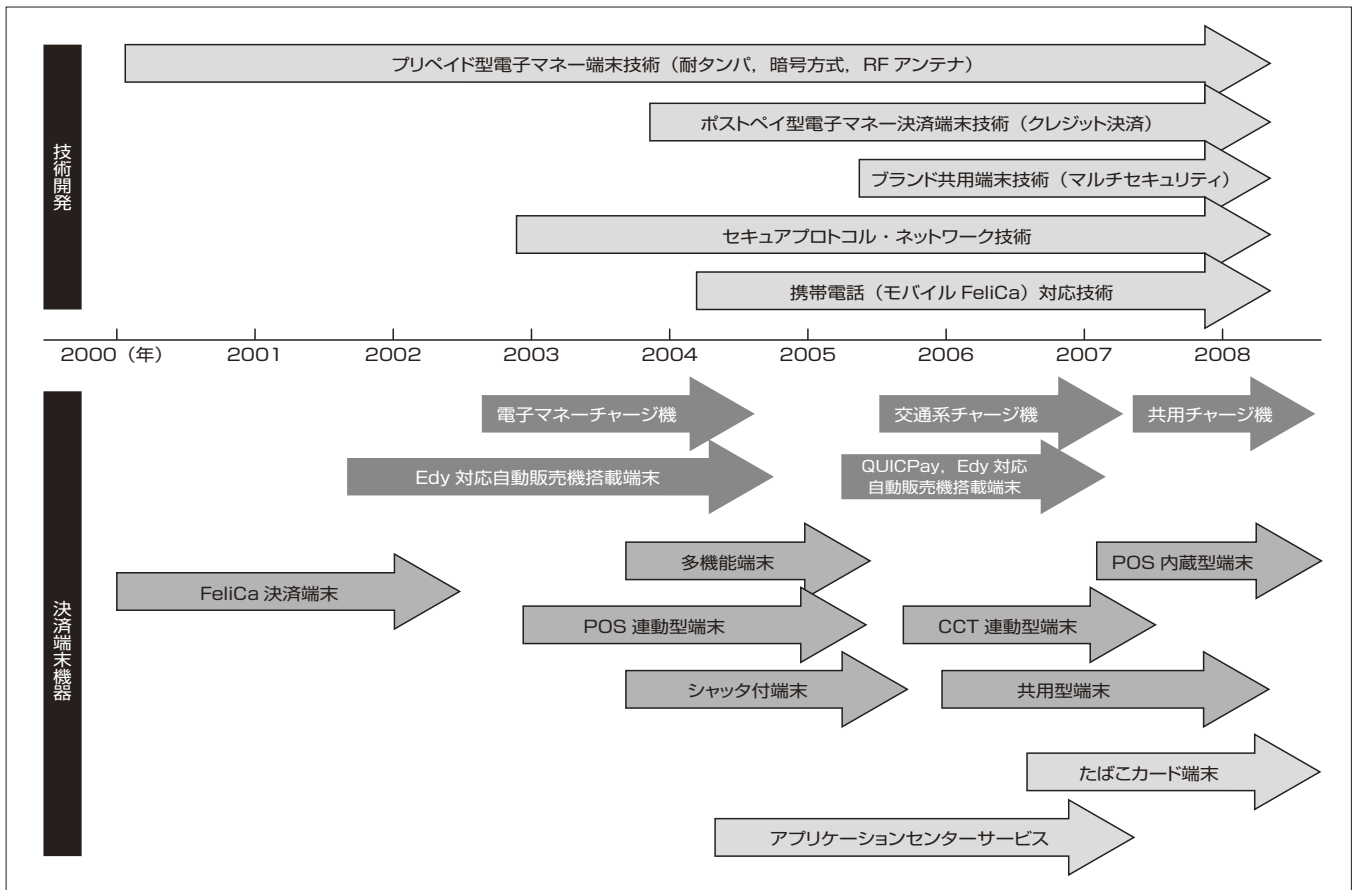 技術開発
プリペイド型電子マネー端末技術（耐タンパ，暗号方式，RF アンテナ）
ポストペイ型電子マネー決済端末技術（クレジット決済）
ブランド共用端末技術（マルチセキュリティ）
セキュアプロトコル・ネットワーク技術
携帯電話（モバイル FeliCa）対応技術
2000（年） 2001 2002 2003 2004 2005 2006 2007 2008
決済端末機器
電子マネーチャージ機
交通系チャージ機
共用チャージ機
Edy 対応自動販売機搭載端末
QUICPay，Edy 対応
自動販売機搭載端末
多機能端末
POS 内蔵型端末
FeliCa 決済端末
POS 連動型端末
CCT 連動型端末
シャッタ付端末
共用型端末
たばこカード端末
アプリケーションセンターサービス